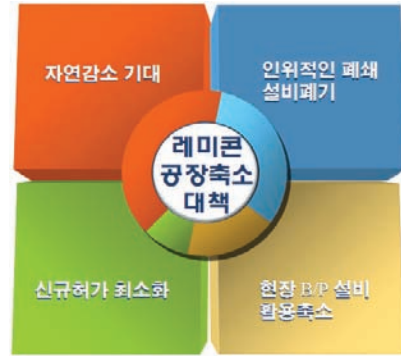 자연감소 기대
인위적인 폐쇄
설비폐기
레미콘
공장축소
대책
신규허가 최소화
현장 B/P 설비
활용축소